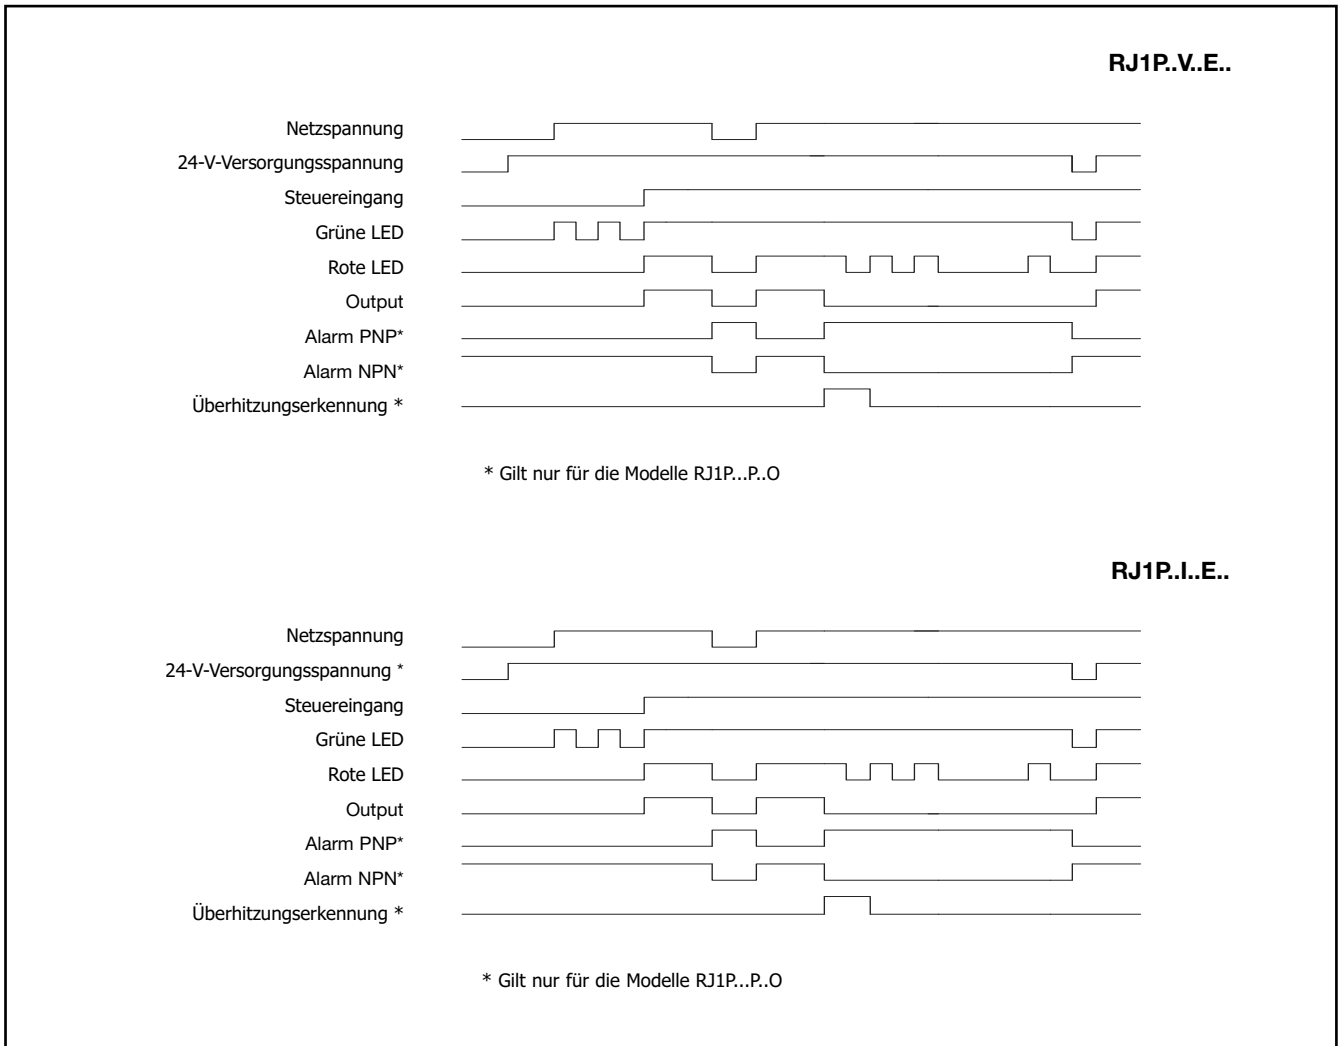 RJ1P..V..E..
Netzspannung
24-V-Versorgungsspannung
Steuereingang
Grüne LED
Rote LED
Output
Alarm PNP*
Alarm NPN*
Überhitzungserkennung *
* Gilt nur für die Modelle RJ1P...P..O
RJ1P..I..E..
Netzspannung
24-V-Versorgungsspannung *
Steuereingang
Grüne LED
Rote LED
Output
Alarm PNP*
Alarm NPN*
Überhitzungserkennung *
* Gilt nur für die Modelle RJ1P...P..O